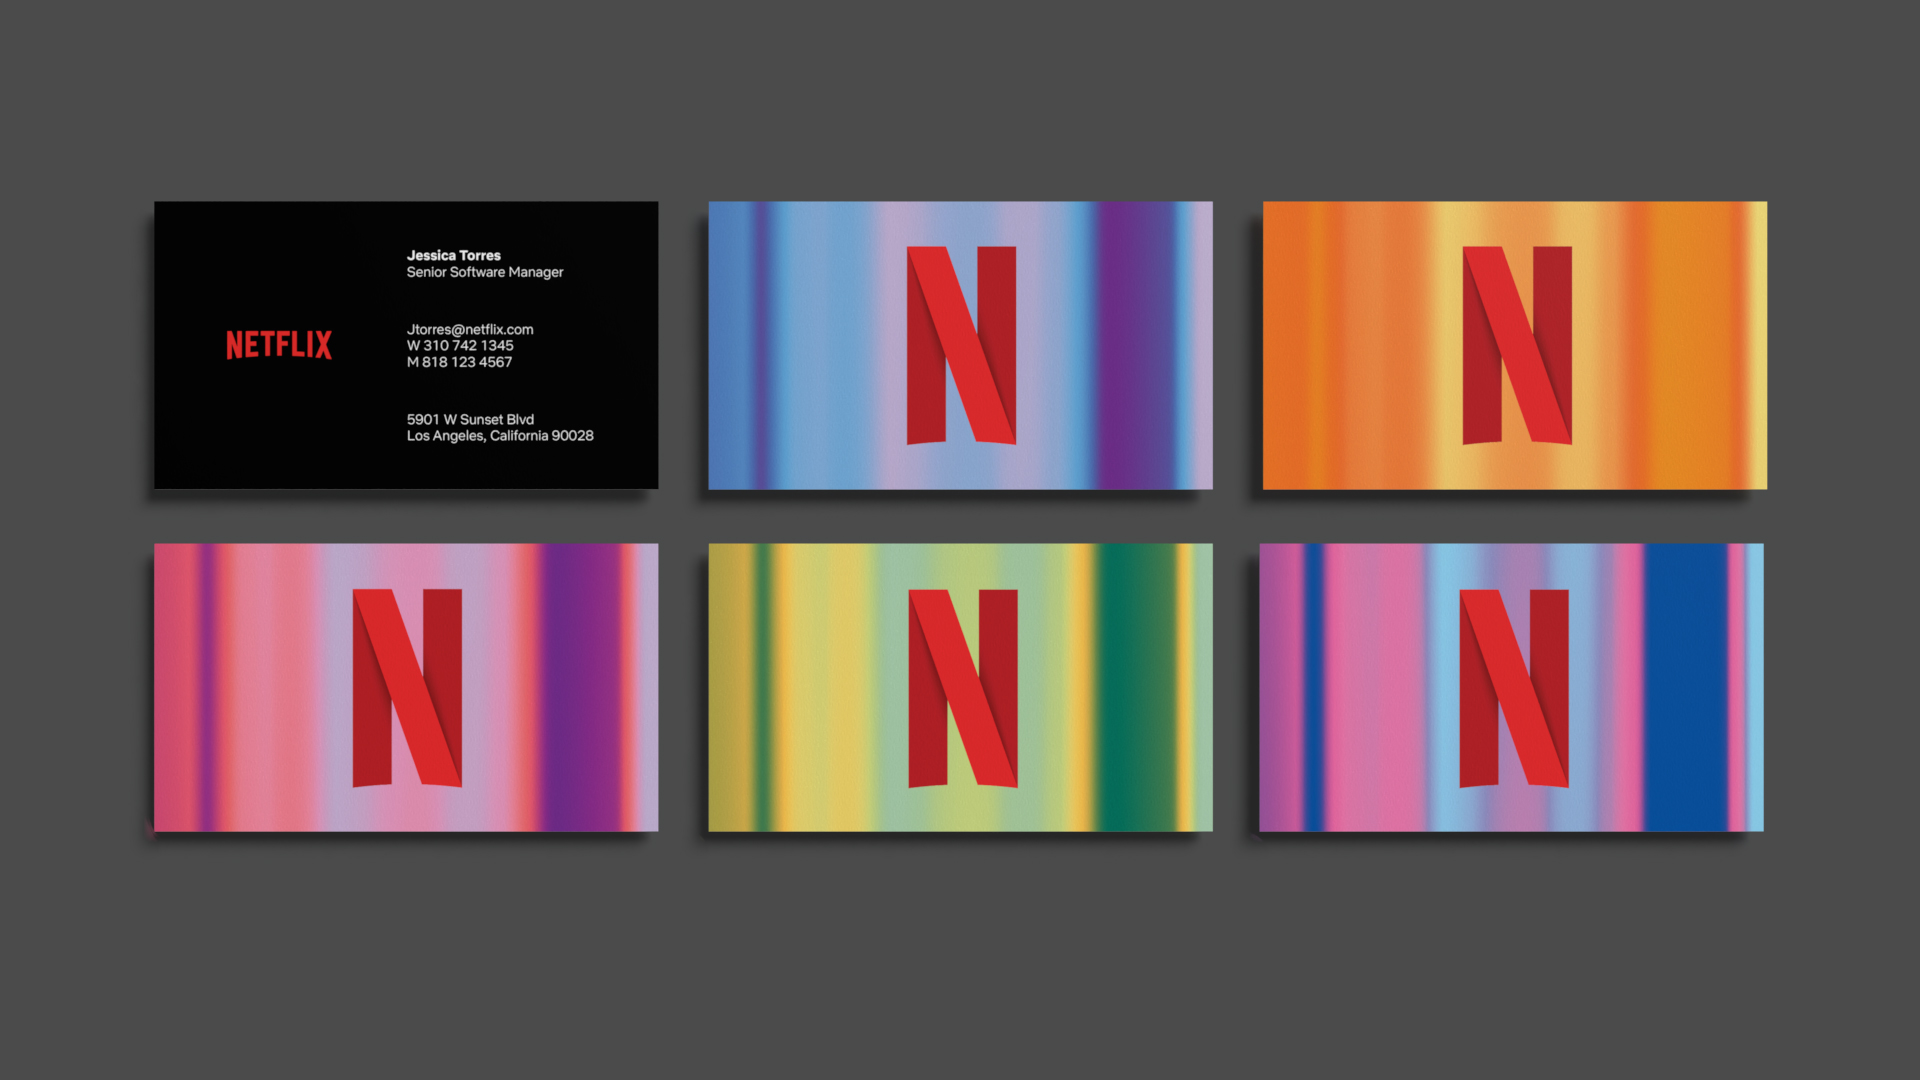 NETFLIX
Jessica Torres
Senior Software Manager
Jtorres@netflix.com
W 310 742 1345
M 818 123 4567
5901 W Sunset Blvd
Los Angeles, California 90028
N
N
N
N
N